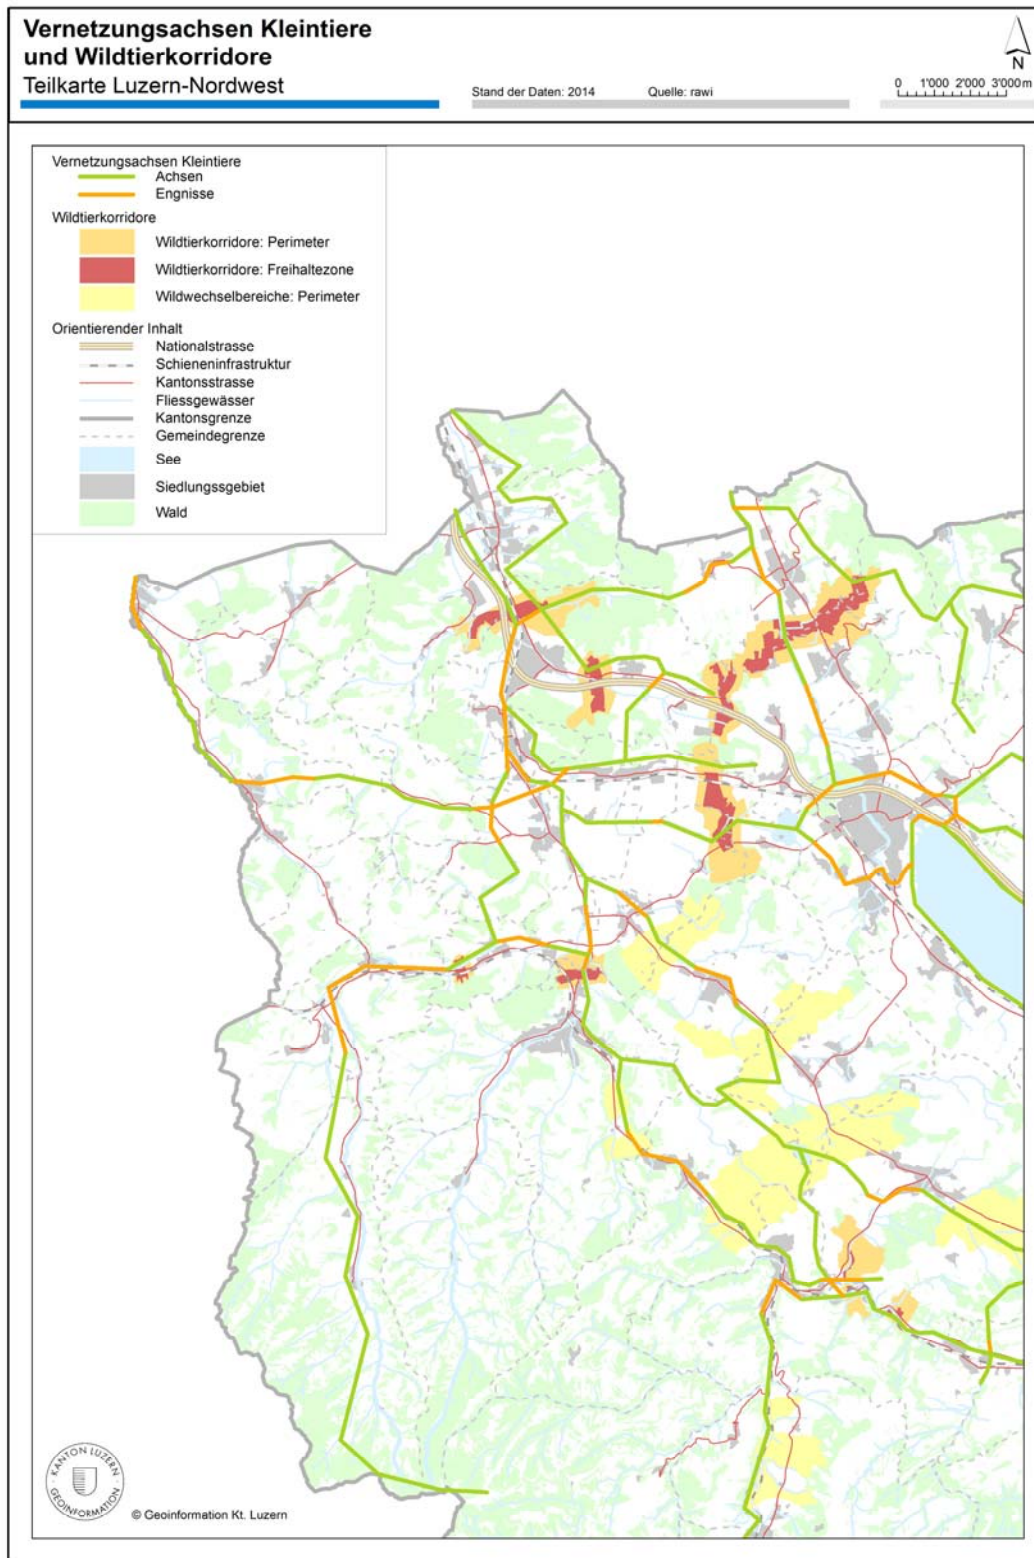 Vernetzungsachsen Kleintiere
und Wildtierkorridore
Teilkarte Luzern-Nordwest
Stand der Daten: 2014 Quelle: rawi
N
0 1'000 2'000 3'000 m
Vernetzungsachsen Kleintiere
Achsen
Engnisse
Wildtierkorridore
Wildtierkorridore: Perimeter
Wildtierkorridore: Freihaltezone
Wildwechselbereiche: Perimeter
Orientierender Inhalt
Nationalstrasse
Schieneninfrastruktur
Kantonsstrasse
Fliessgewässer
Kantonsgrenze
Gemeindegrenze
See
Siedlungssgebiet
Wald
KANTON LUZERN
GEOINFORMATION
© Geoinformation Kt. Luzern